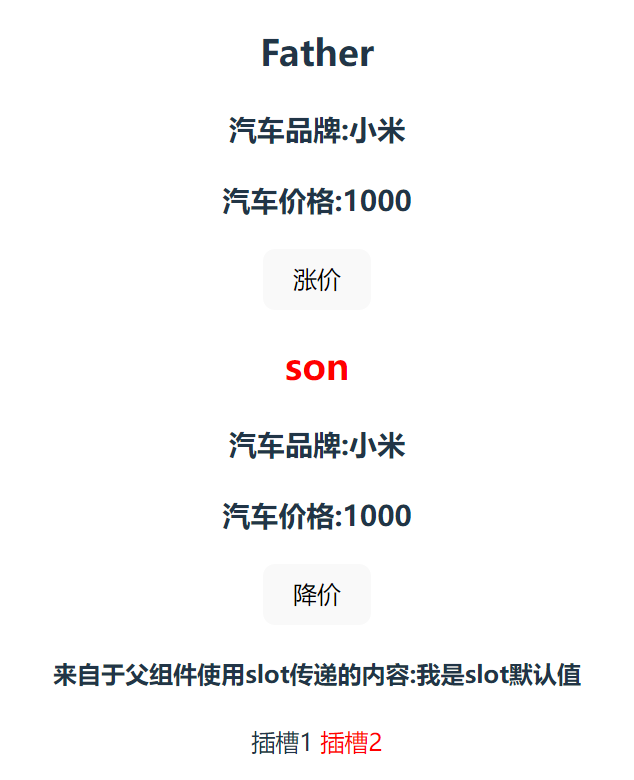 Father
汽车品牌:小米
汽车价格:1000
涨价
son
汽车品牌:小米
汽车价格:1000
降价
来自于父组件使用slot传递的内容:我是slot默认值
插槽1 插槽2